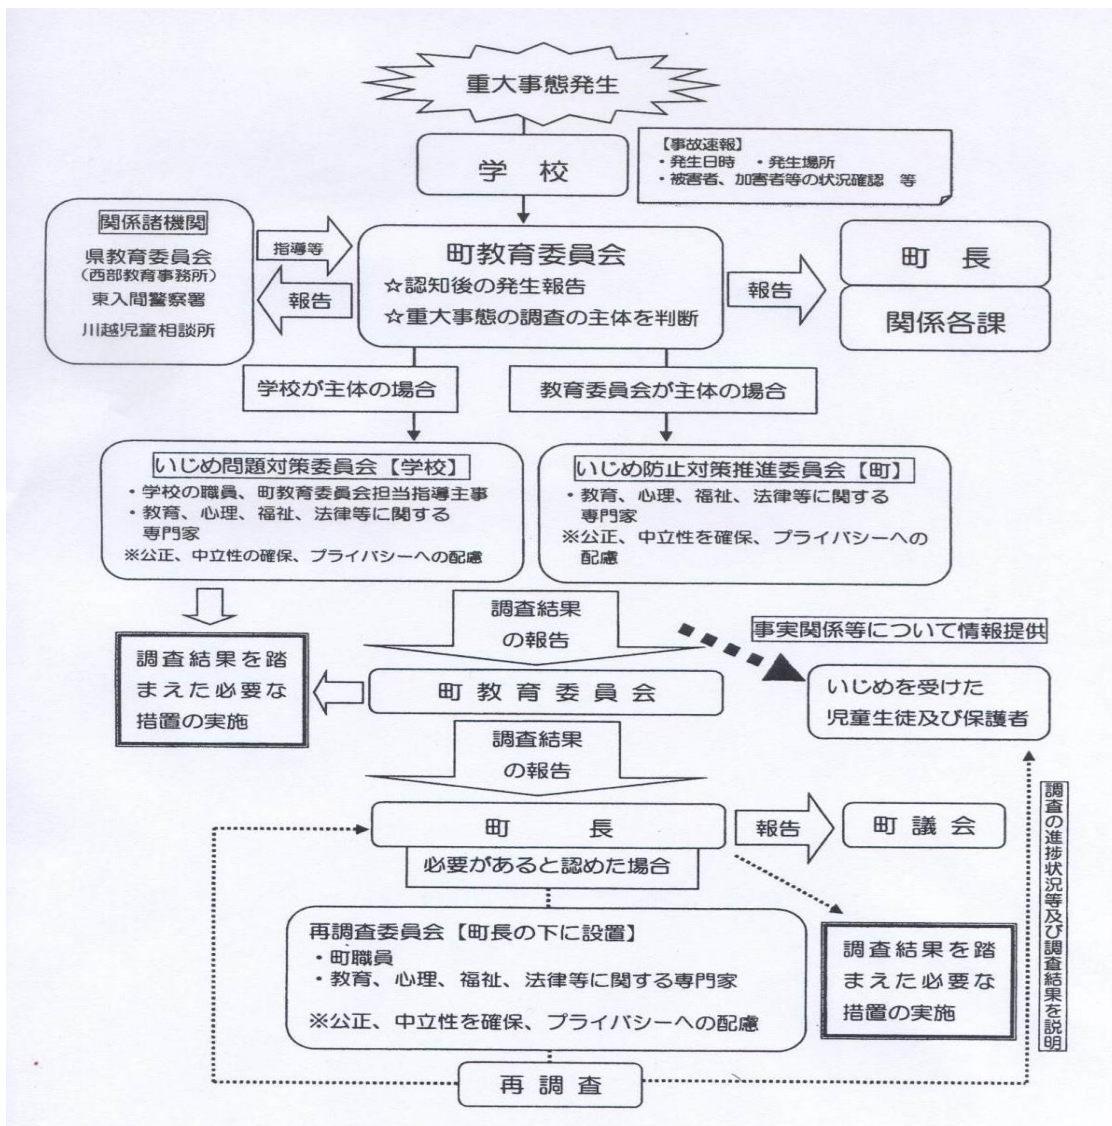 重大事態発生
学　校
【事故速報】
・発生日時　・発生場所
・被害者、加害者等の状況確認　等
関係諸機関
県教育委員会
(西部教育事務所)
東入間警察署
川越児童相談所
指導等
報告
町教育委員会
☆認知後の発生報告
☆重大事態の調査の主体を判断
報告
町　長
関係各課
学校が主体の場合
教育委員会が主体の場合
いじめ問題対策委員会【学校】
・学校の職員、町教育委員会担当指導主事
・教育、心理、福祉、法律等に関する
専門家
※公正、中立性の確保、プライバシーへの配慮
いじめ防止対策推進委員会【町】
・教育、心理、福祉、法律等に関する
専門家
※公正、中立性を確保、プライバシーへの
配慮
調査結果
の報告
事実関係等について情報提供
調査結果を踏
まえた必要な
措置の実施
町教育委員会
いじめを受けた
児童生徒及び保護者
調査結果
の報告
町　長
報告
町議会
必要があると認めた場合
調査の進捗状況等及び調査結果を説明
再調査委員会【町長の下に設置】
・町職員
・教育、心理、福祉、法律等に関する専門家
※公正、中立性を確保、プライバシーへの配慮
調査結果を踏
まえた必要な
措置の実施
再調査